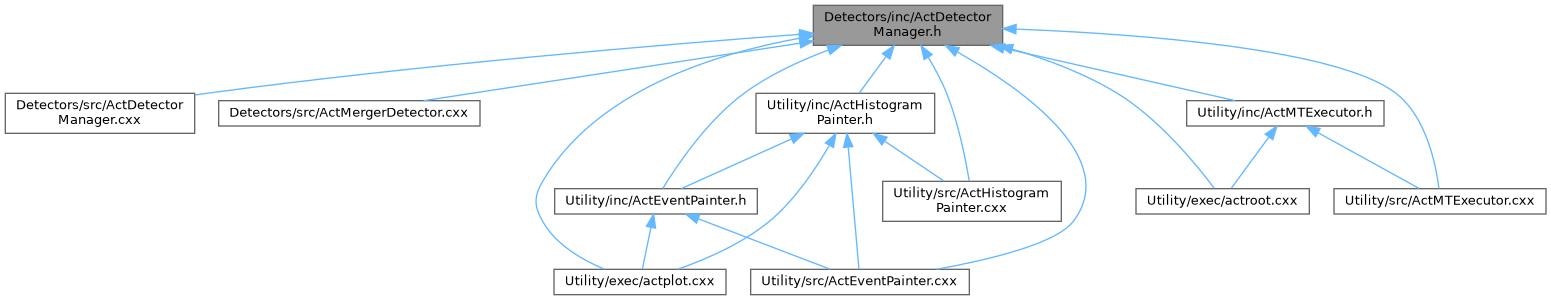 Detectors/inc/ActDetector
Manager.h
Detectors/src/ActDetector
Manager.cxx
Detectors/src/ActMergerDetector.cxx
Utility/inc/ActHistogram
Painter.h
Utility/inc/ActMTExecutor.h
Utility/inc/ActEventPainter.h
Utility/src/ActHistogram
Painter.cxx
Utility/exec/actroot.cxx
Utility/src/ActMTExecutor.cxx
Utility/exec/actplot.cxx
Utility/src/ActEventPainter.cxx